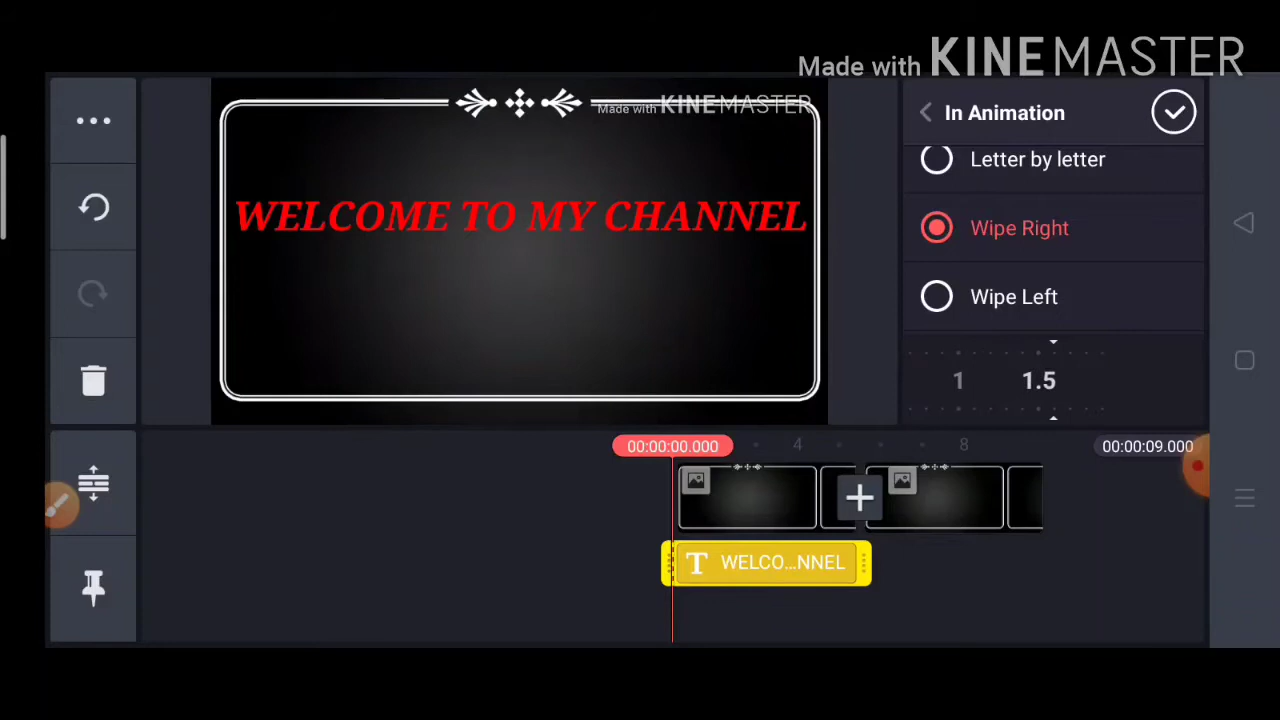 Made with KINEMASTER
In Animation
Made with KINEMASTER
Letter by letter
WELCOME TO MY CHANNEL
Wipe Right
Wipe Left
1 1.5
00:00:00.000 4 8 00:00:09.000
T WELCO...NNEL